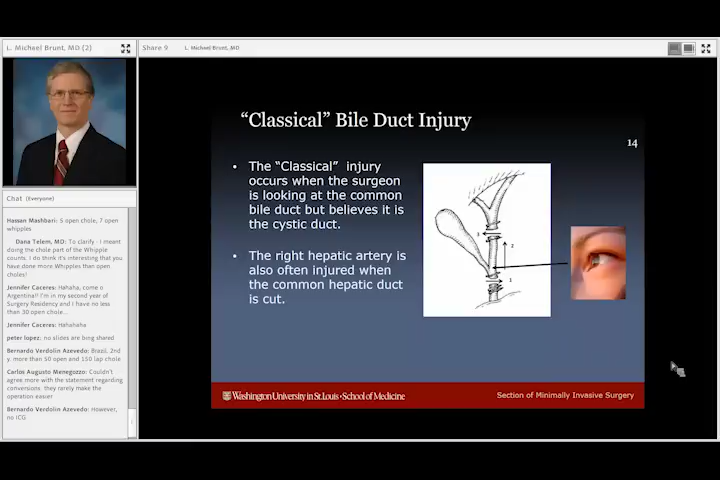 L. Michael Brunt, MD (2)
Share 9 L. Michael Brunt, MD
Chat (Everyone)
Hassan Mashbari: 5 open chole, 7 open
whipples
Dana Telem, MD: To clarify - I meant
doing the chole part of the Whipple
counts. I do think it's interesting that you
have done more Whipples than open
choles!
Jennifer Caceres: Hahaha, come o
Argentina!! I'm in my second year of
Surgery Residency and I have no less
than 30 open chole...
Jennifer Caceres: Hahahaha
peter lopez: no slides are bing shared
Bernardo Verdolin Azevedo: Brazil. 2nd
y. more than 50 open and 150 lap chole
Carlos Augusto Menegozzo: Couldn't
agree more with the statement regarding
conversions: they rarely make the
operation easier
Bernardo Verdolin Azevedo: However,
no ICG
“Classical” Bile Duct Injury
14
• The “Classical” injury
occurs when the surgeon
is looking at the common
bile duct but believes it is
the cystic duct.
• The right hepatic artery is
also often injured when
the common hepatic duct
is cut.
3
2
1
Washington University in St. Louis • School of Medicine
Section of Minimally Invasive Surgery